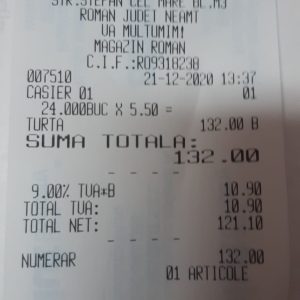 STR.STEFAN CEL MARE BL.M3
ROMAN JUDET NEAMT
VA MULTUMIM!
MAGAZIN ROMAN
C.I.F.:RO9318238
007510 21-12-2020 13:37
CASIER 01 01
24.000BUC X 5.50 =
TURTA 132.00 B
SUMA TOTALA:
132.00
- - - -
9.00% TVA*B 10.90
TOTAL TVA: 10.90
TOTAL NET: 121.10
- - - -
NUMERAR 132.00
01 ARTICOLE